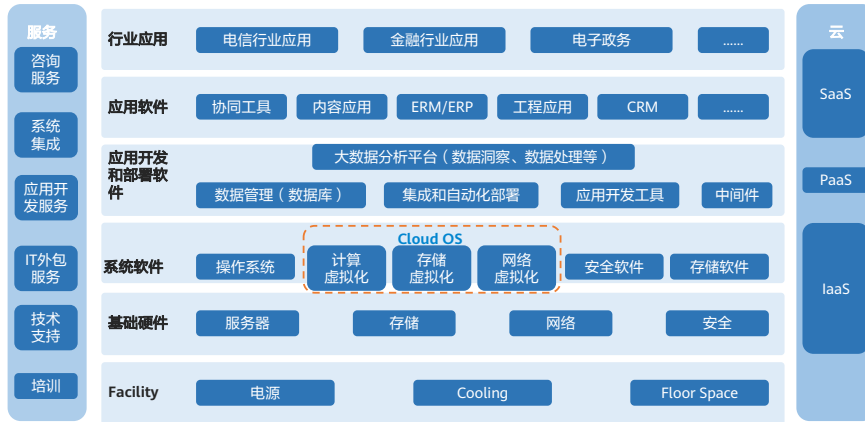 服务
咨询
服务
系统
集成
应用开
发服务
IT外包
服务
技术
支持
培训
行业应用
电信行业应用
金融行业应用
电子政务
......
应用软件
协同工具
内容应用
ERM/ERP
工程应用
CRM
......
应用开发
和部署软
件
大数据分析平台（数据洞察、数据处理等）
数据管理（数据库）
集成和自动化部署
应用开发工具
中间件
系统软件
Cloud OS
操作系统
计算
虚拟化
存储
虚拟化
网络
虚拟化
安全软件
存储软件
基础硬件
服务器
存储
网络
安全
Facility
电源
Cooling
Floor Space
云
SaaS
PaaS
IaaS